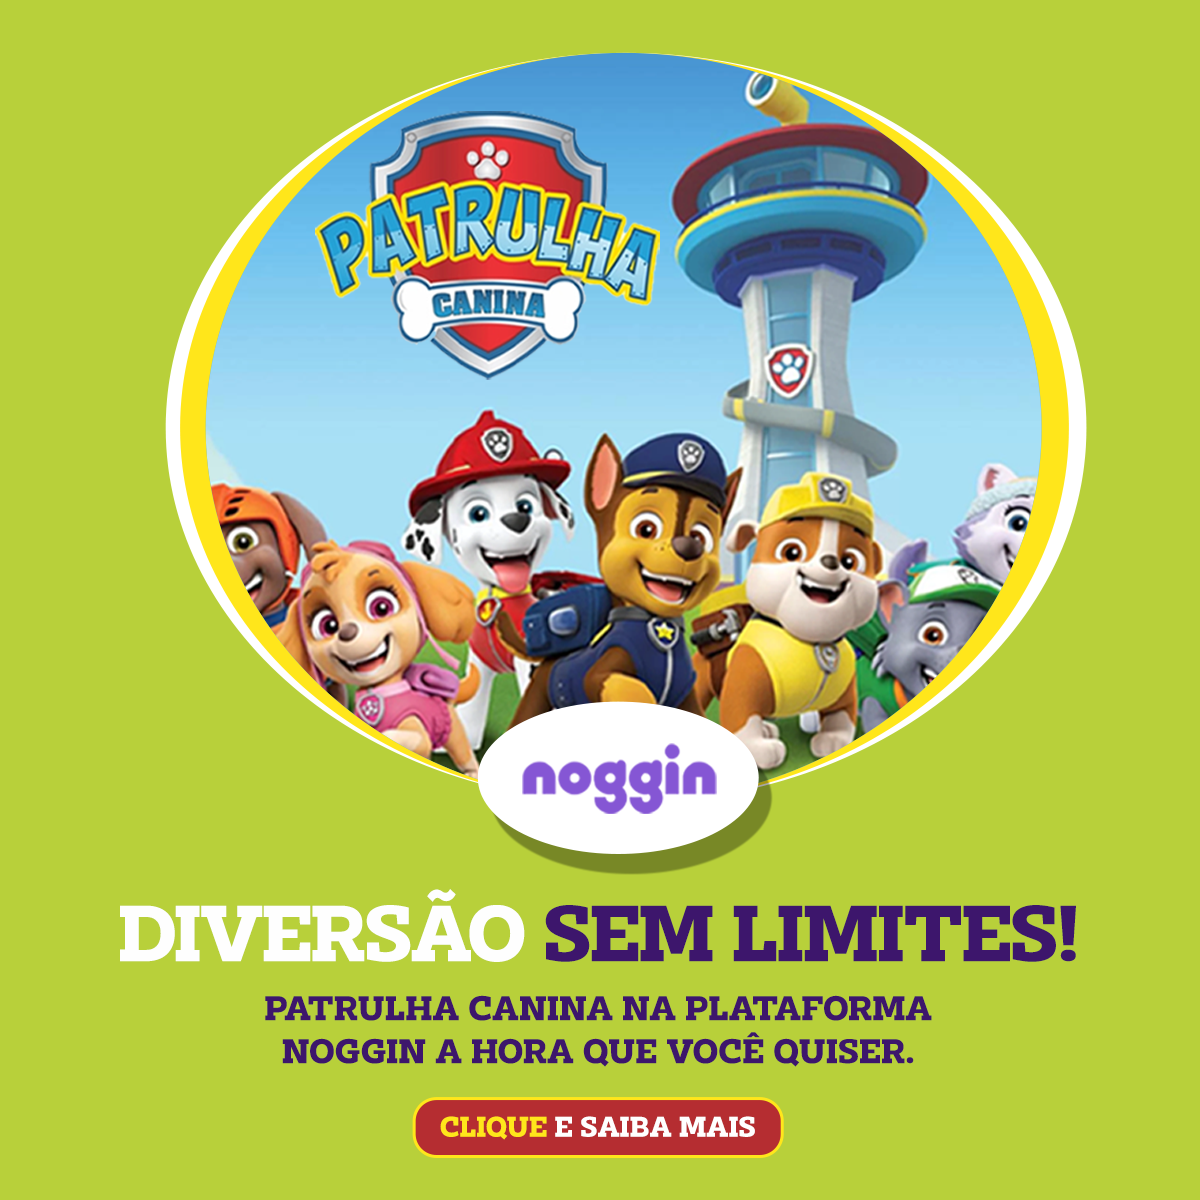 PATRULHA
CANINA
noggin
DIVERSÃO SEM LIMITES!
PATRULHA CANINA NA PLATAFORMA
NOGGIN A HORA QUE VOCÊ QUISER.
CLIQUE E SAIBA MAIS